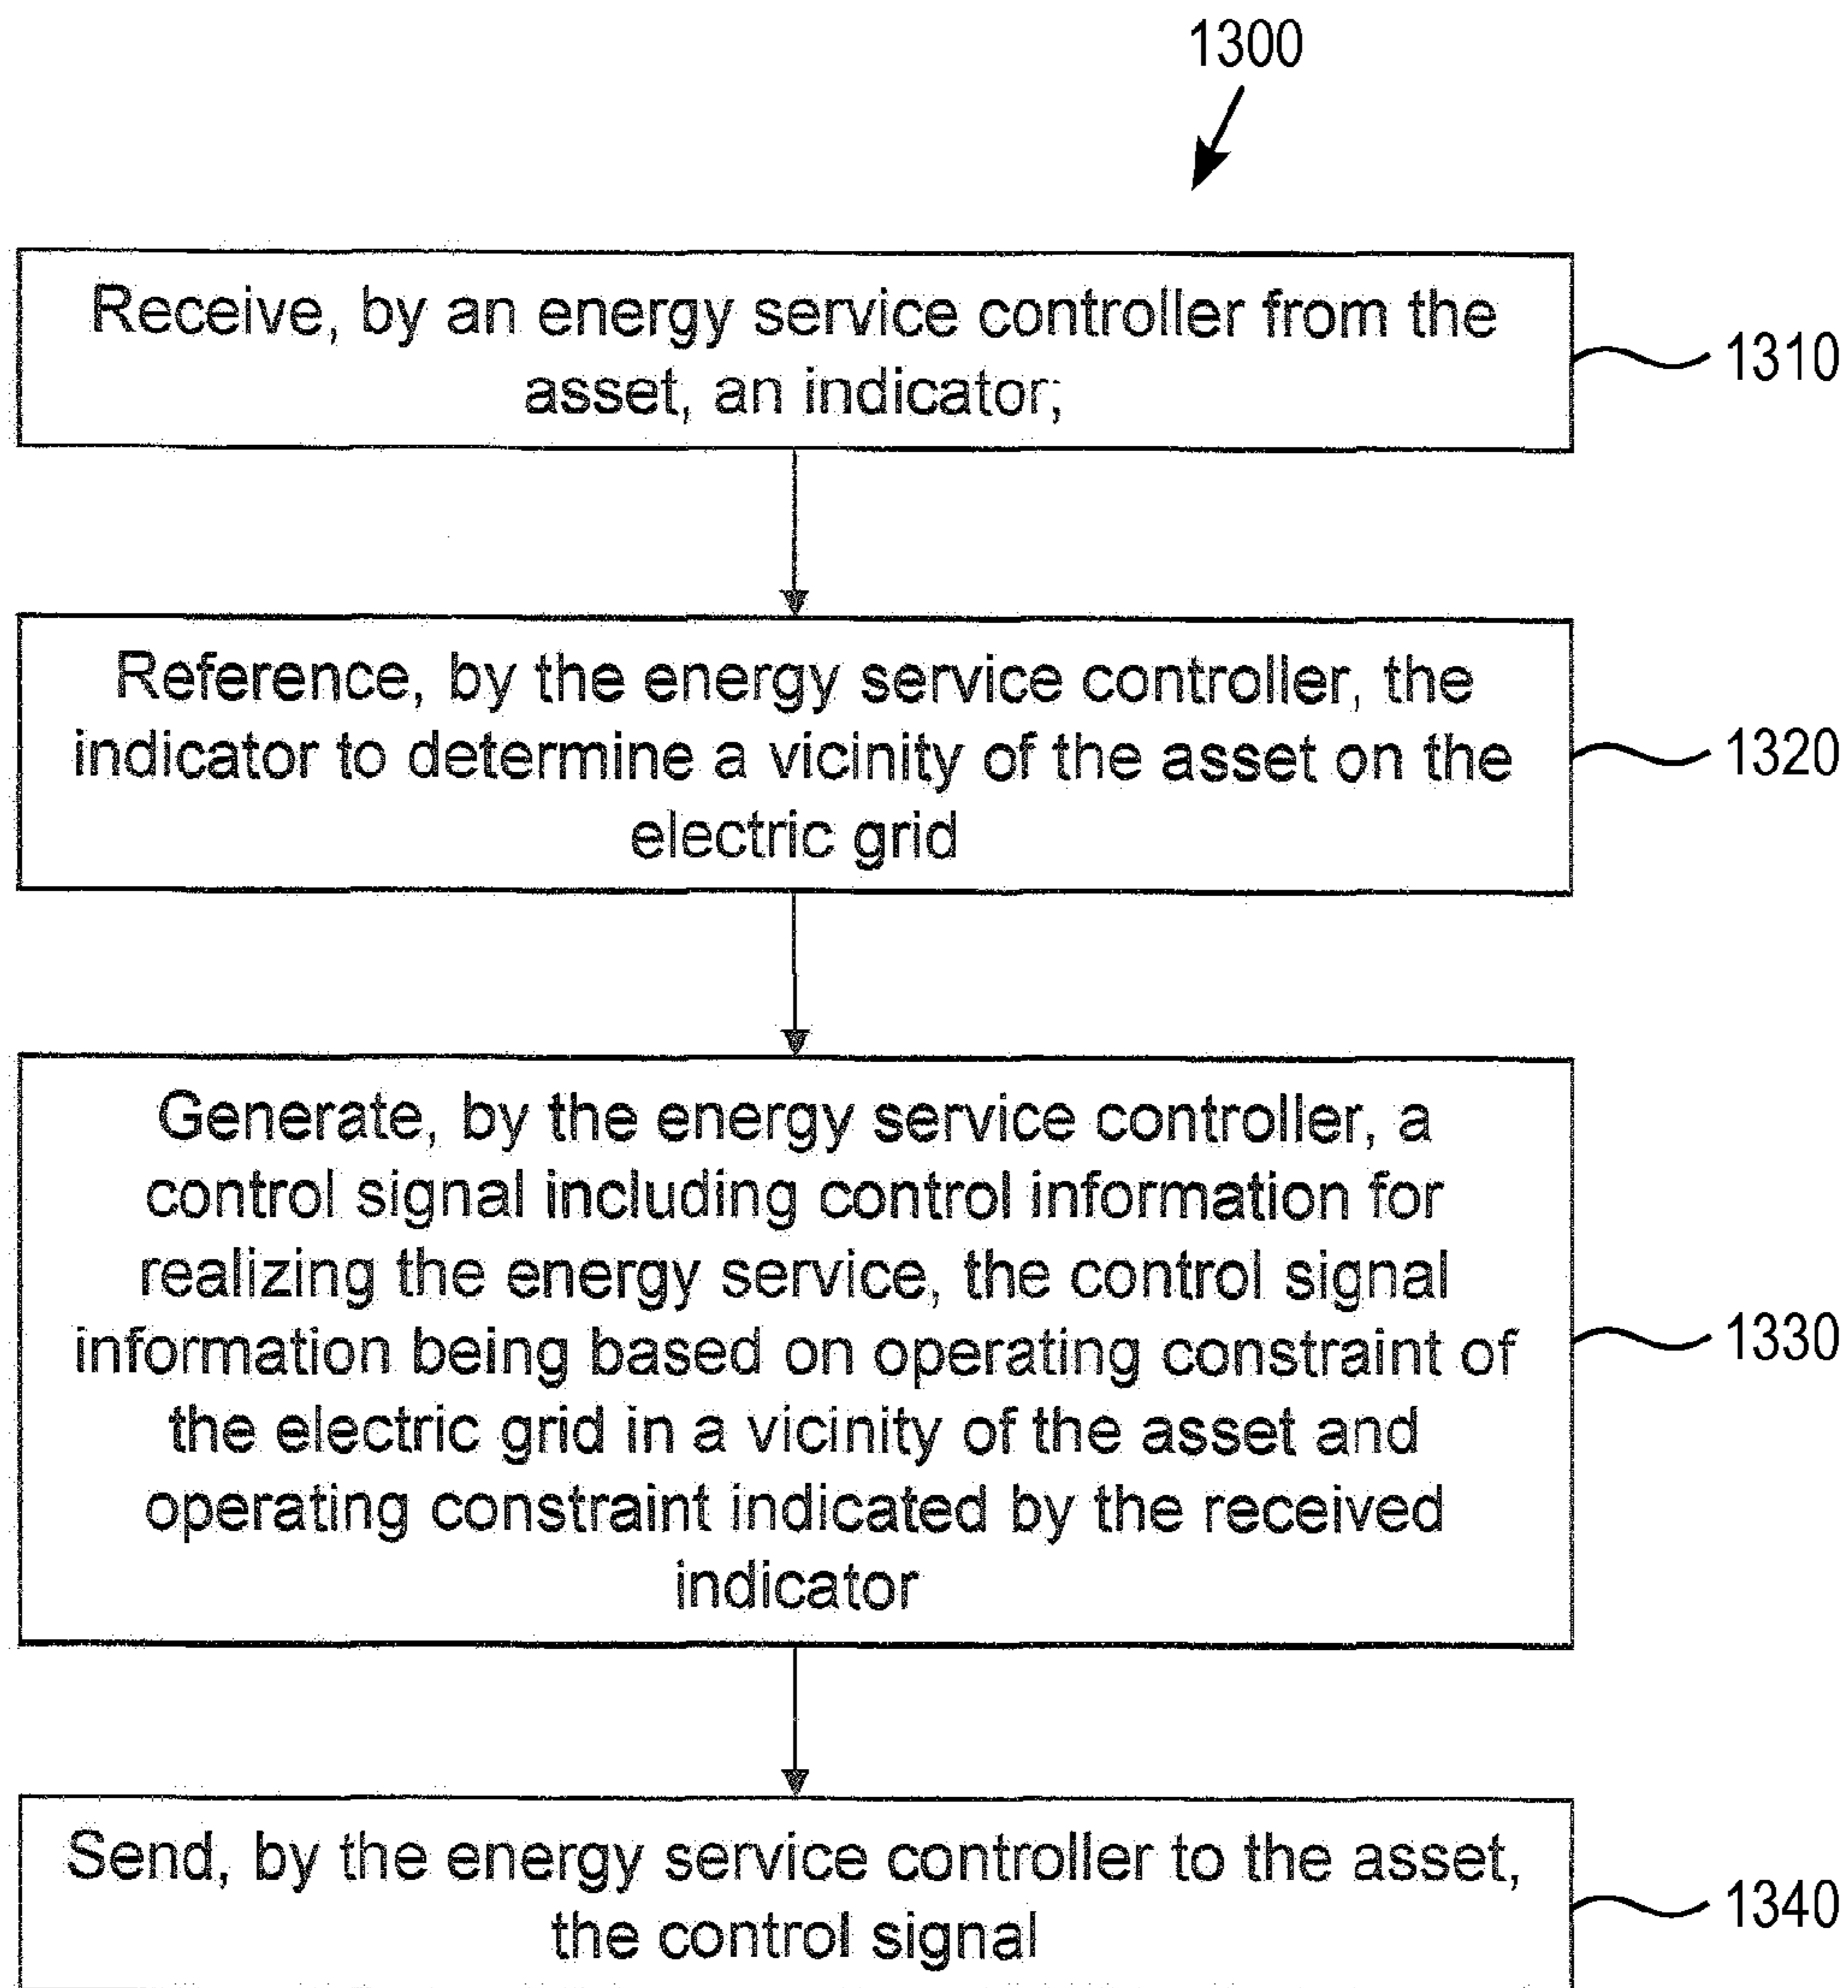 1300
Receive, by an energy service controller from the
asset, an indicator;
1310
Reference, by the energy service controller, the
indicator to determine a vicinity of the asset on the
electric grid
1320
Generate, by the energy service controller, a
control signal including control information for
realizing the energy service, the control signal
information being based on operating constraint of
the electric grid in a vicinity of the asset and
operating constraint indicated by the received
indicator
1330
Send, by the energy service controller to the asset,
the control signal
1340